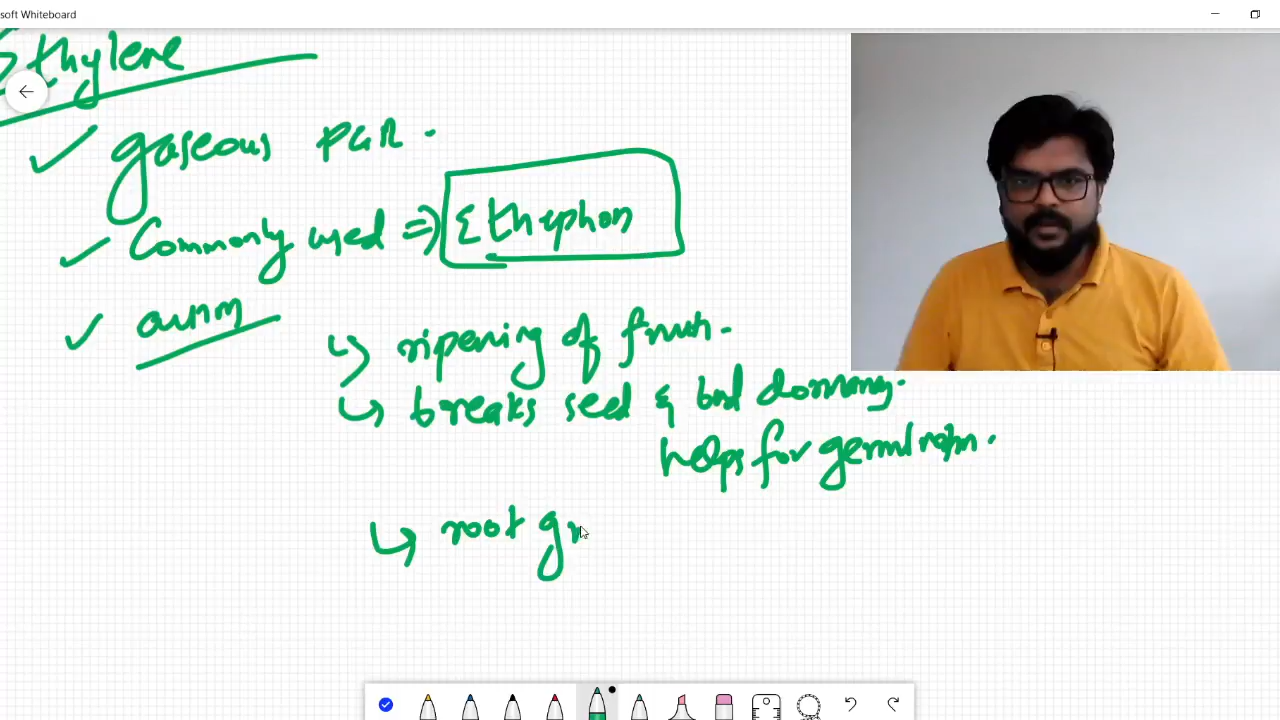 soft Whiteboard
Ethylene
gaseous PGR.
Commonly used => Ethephon
ripening of fruit.
breaks seed & bud dormancy.
helps for germination.
root gr